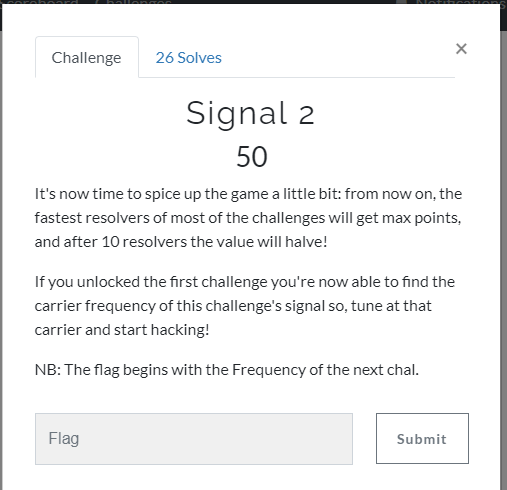 Challenge
26 Solves
×
Signal 2
50
It's now time to spice up the game a little bit: from now on, the
fastest resolvers of most of the challenges will get max points,
and after 10 resolvers the value will halve!
If you unlocked the first challenge you're now able to find the
carrier frequency of this challenge's signal so, tune at that
carrier and start hacking!
NB: The flag begins with the Frequency of the next chal.
Flag
Submit